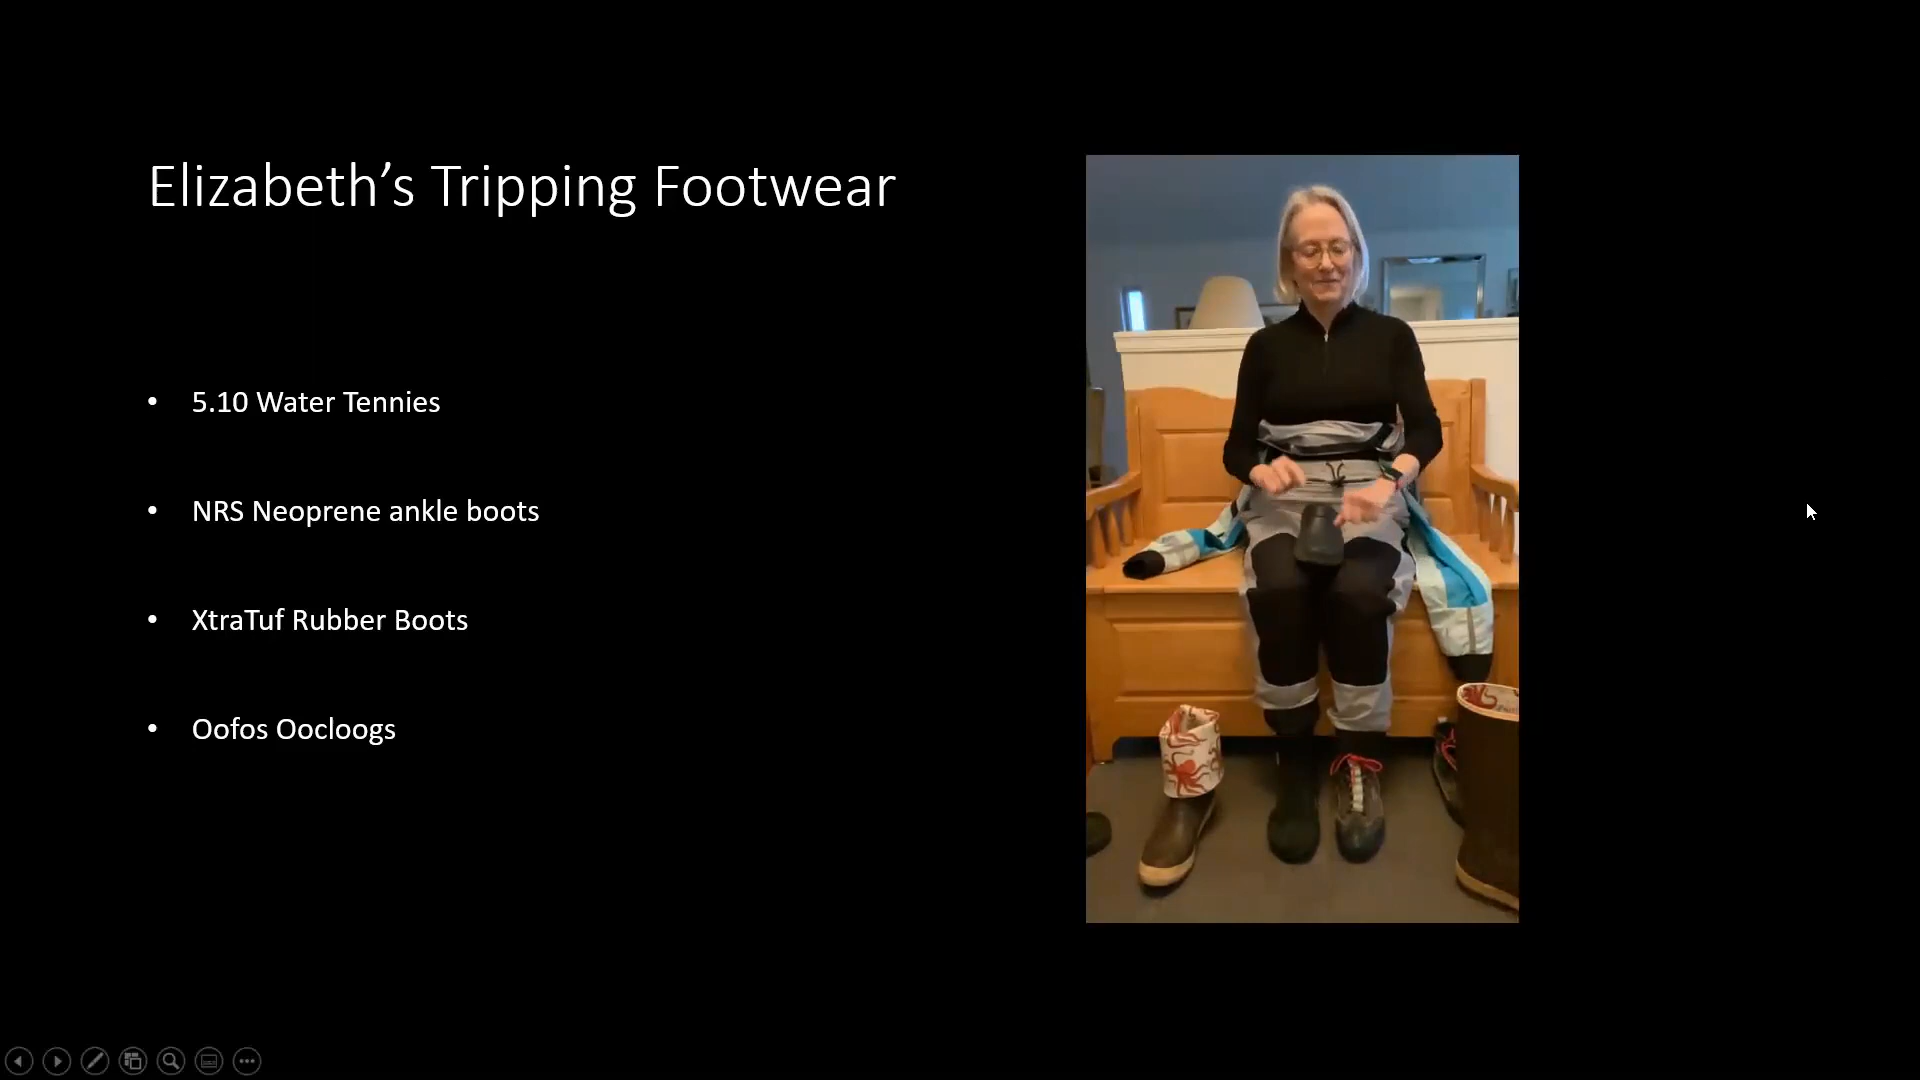 Elizabeth’s Tripping Footwear
• 5.10 Water Tennies
• NRS Neoprene ankle boots
• XtraTuf Rubber Boots
• Oofos Oocloogs